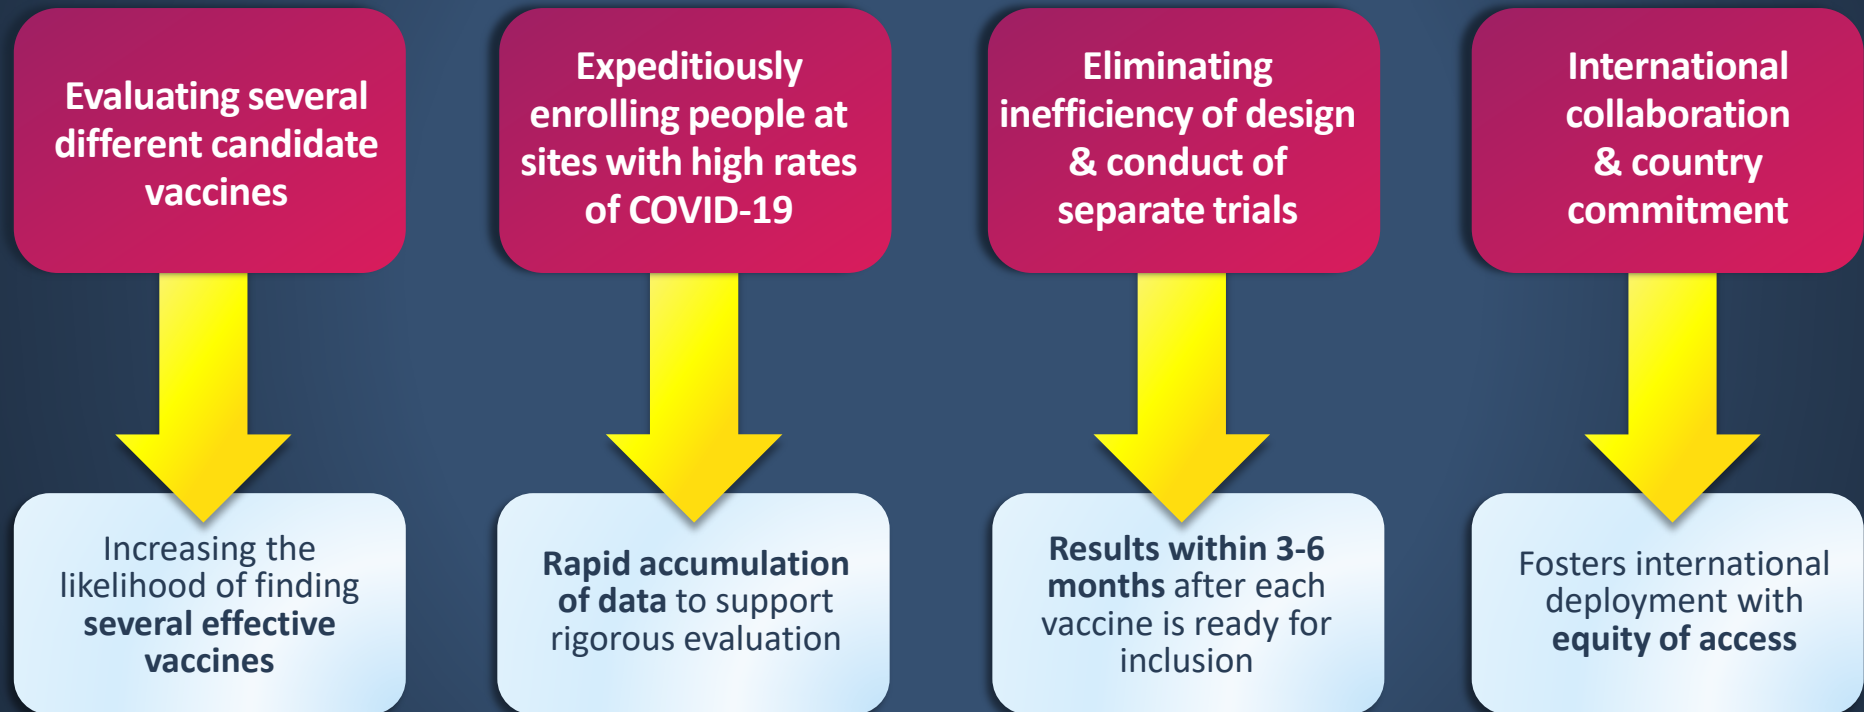 Evaluating several
different candidate
vaccines
Expeditiously
enrolling people at
sites with high rates
of COVID-19
Eliminating
inefficiency of design
& conduct of
separate trials
International
collaboration
& country
commitment
Increasing the
likelihood of finding
several effective
vaccines
Rapid accumulation
of data to support
rigorous evaluation
Results within 3-6
months after each
vaccine is ready for
inclusion
Fosters international
deployment with
equity of access